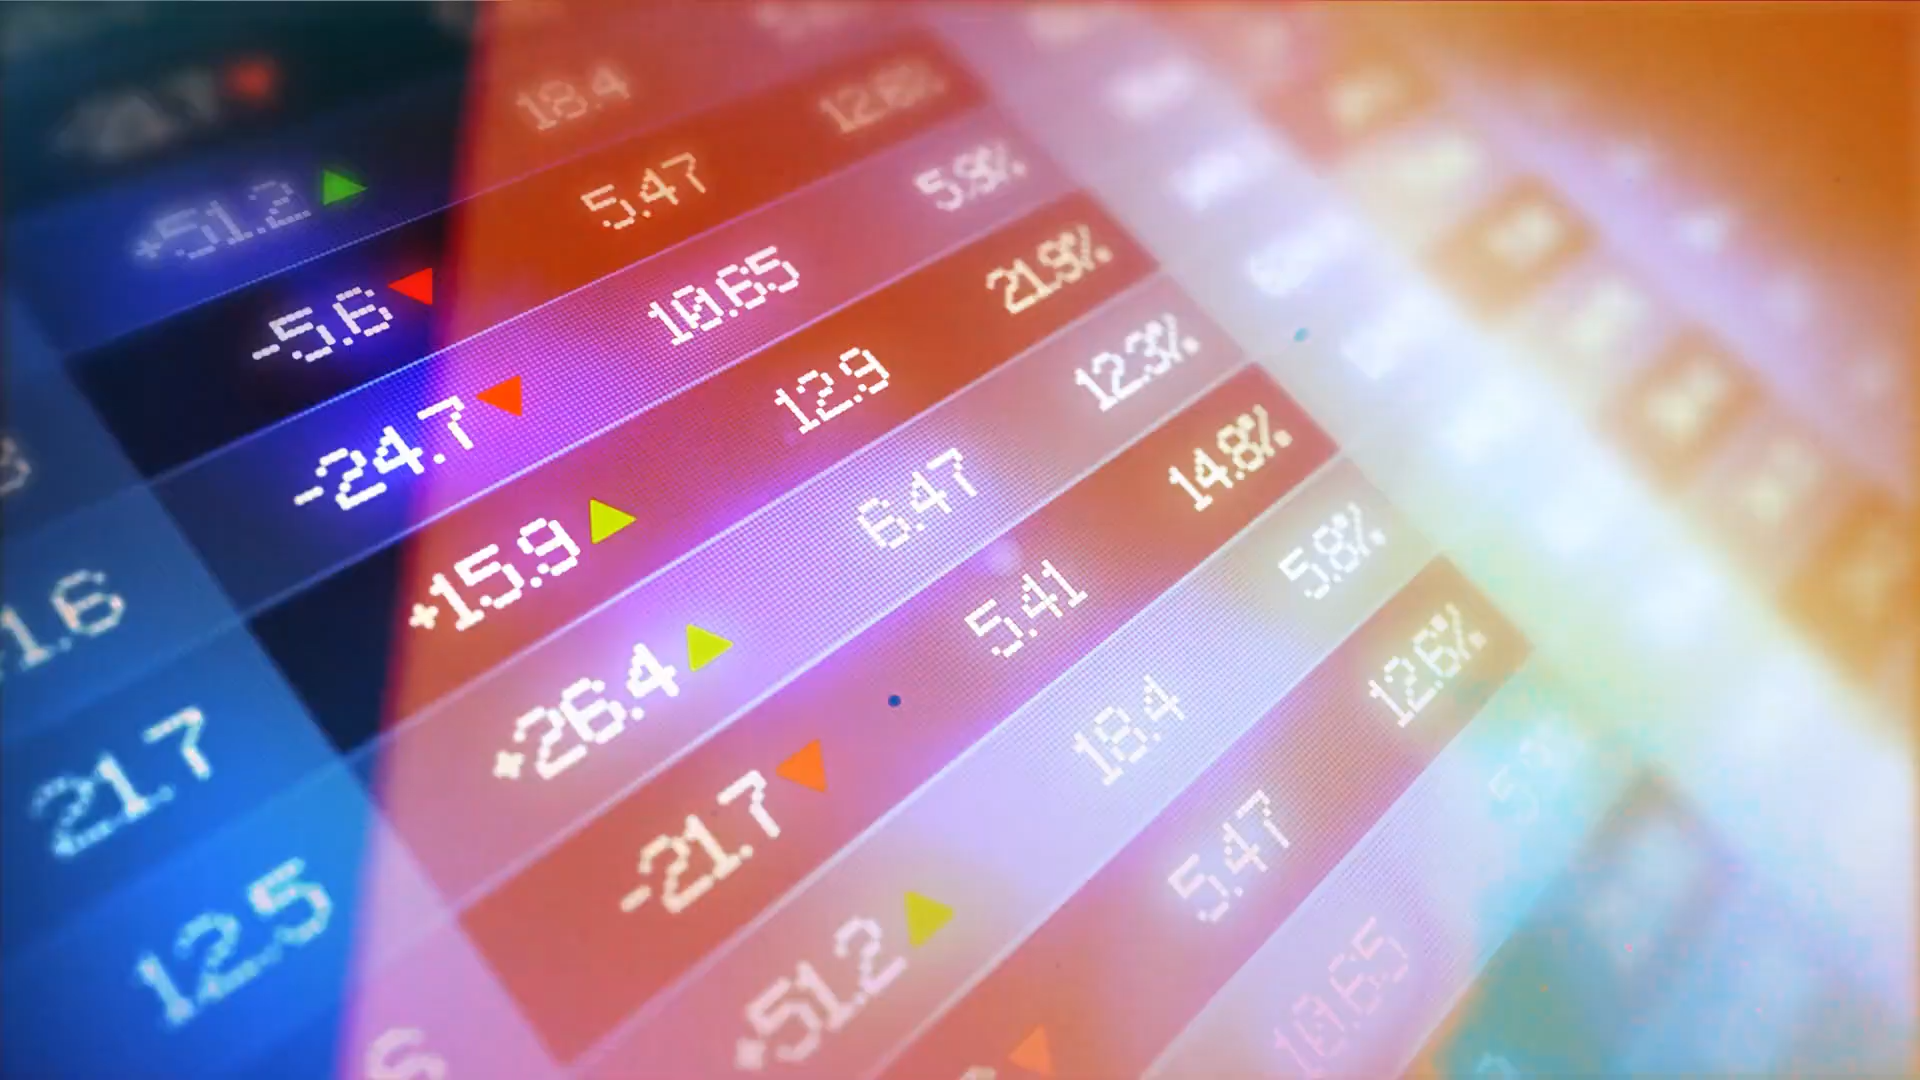 +51.2 18.4
-5.6 5.47 12.6%
1.6 -24.7 10.65 5.9%
21.7 +15.9 12.9 21.9%
12.5 +26.4 6.47 12.3%
-21.7 5.41 14.8%
+51.2 18.4 5.8%
5.47 12.6%
10.65